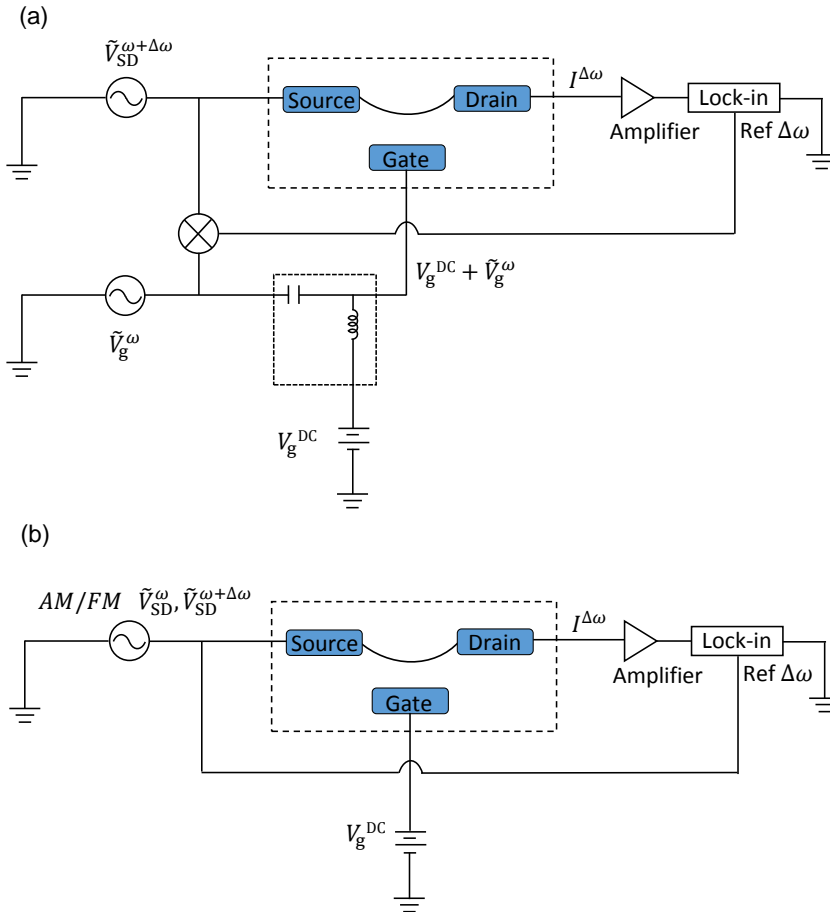 (a)
Ṽ_SD^ω+Δω
Source
Drain
I^Δω
Lock-in
Amplifier
Ref Δω
Gate
V_g^DC + Ṽ_g^ω
Ṽ_g^ω
V_g^DC
(b)
AM/FM Ṽ_SD^ω, Ṽ_SD^ω+Δω
Source
Drain
I^Δω
Lock-in
Amplifier
Ref Δω
Gate
V_g^DC